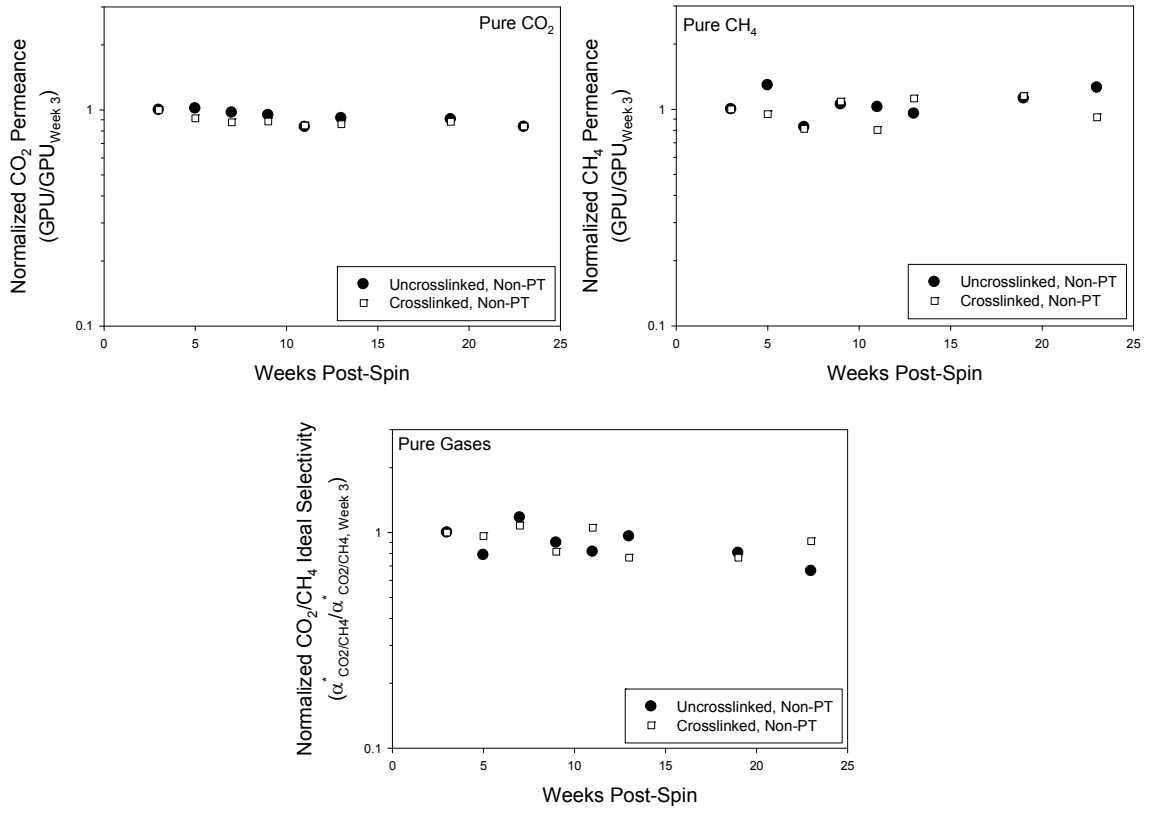 Pure CO2
Normalized CO2 Permeance
(GPU/GPUWeek 3)
1
0.1
0 5 10 15 20 25
Weeks Post-Spin
Uncrosslinked, Non-PT
Crosslinked, Non-PT
Pure CH4
Normalized CH4 Permeance
(GPU/GPUWeek 3)
1
0.1
0 5 10 15 20 25
Weeks Post-Spin
Uncrosslinked, Non-PT
Crosslinked, Non-PT
Pure Gases
Normalized CO2/CH4 Ideal Selectivity
(α*CO2/CH4/α*CO2/CH4, Week 3)
1
0.1
0 5 10 15 20 25
Weeks Post-Spin
Uncrosslinked, Non-PT
Crosslinked, Non-PT